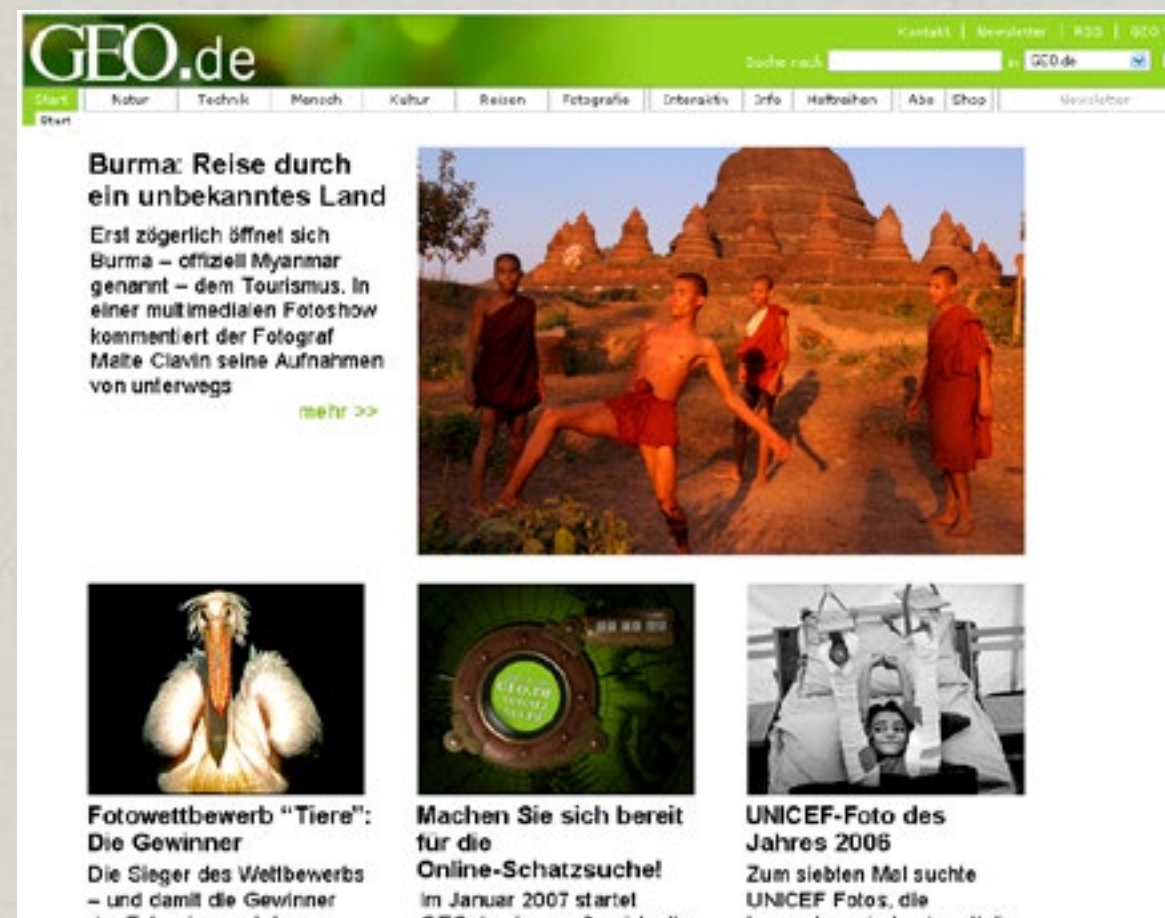 GEO.de
Kontakt | Newsletter | RSS | GEO
Suche nach in GEO.de
Start Natur Technik Mensch Kultur Reisen Fotografie Interaktiv Info Heftreihen Abo Shop Newsletter
Start
Burma: Reise durch
ein unbekanntes Land
Erst zögerlich öffnet sich
Burma – offiziell Myanmar
genannt – dem Tourismus. In
einer multimedialen Fotoshow
kommentiert der Fotograf
Malte Clavin seine Aufnahmen
von unterwegs
mehr >>
GEO.de
Fotowettbewerb "Tiere":
Die Gewinner
Die Sieger des Wettbewerbs
– und damit die Gewinner
Machen Sie sich bereit
für die
Online-Schatzsuche!
Im Januar 2007 startet
UNICEF-Foto des
Jahres 2006
Zum siebten Mal suchte
UNICEF Fotos, die